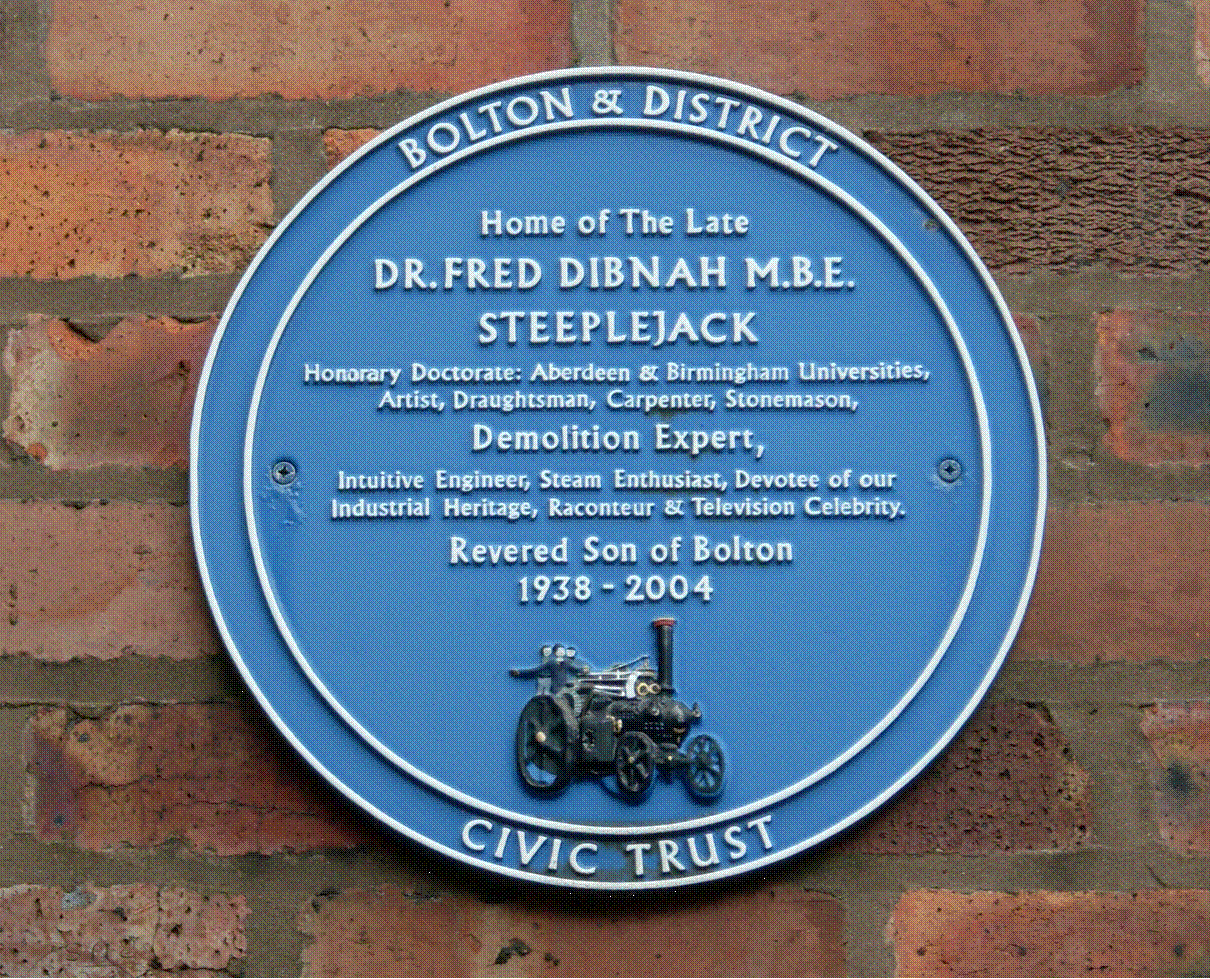 BOLTON & DISTRICT
Home of The Late
DR. FRED DIBNAH M.B.E.
STEEPLEJACK
Honorary Doctorate: Aberdeen & Birmingham Universities,
Artist, Draughtsman, Carpenter, Stonemason,
Demolition Expert,
Intuitive Engineer, Steam Enthusiast, Devotee of our
Industrial Heritage, Raconteur & Television Celebrity.
Revered Son of Bolton
1938 - 2004
CIVIC TRUST